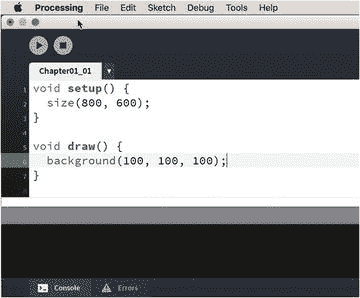 Processing File Edit Sketch Debug Tools Help
Chapter01_01
1 void setup() {
2 size(800, 600);
3 }
4
5 void draw() {
6 background(100, 100, 100);
7 }
8
Console Errors